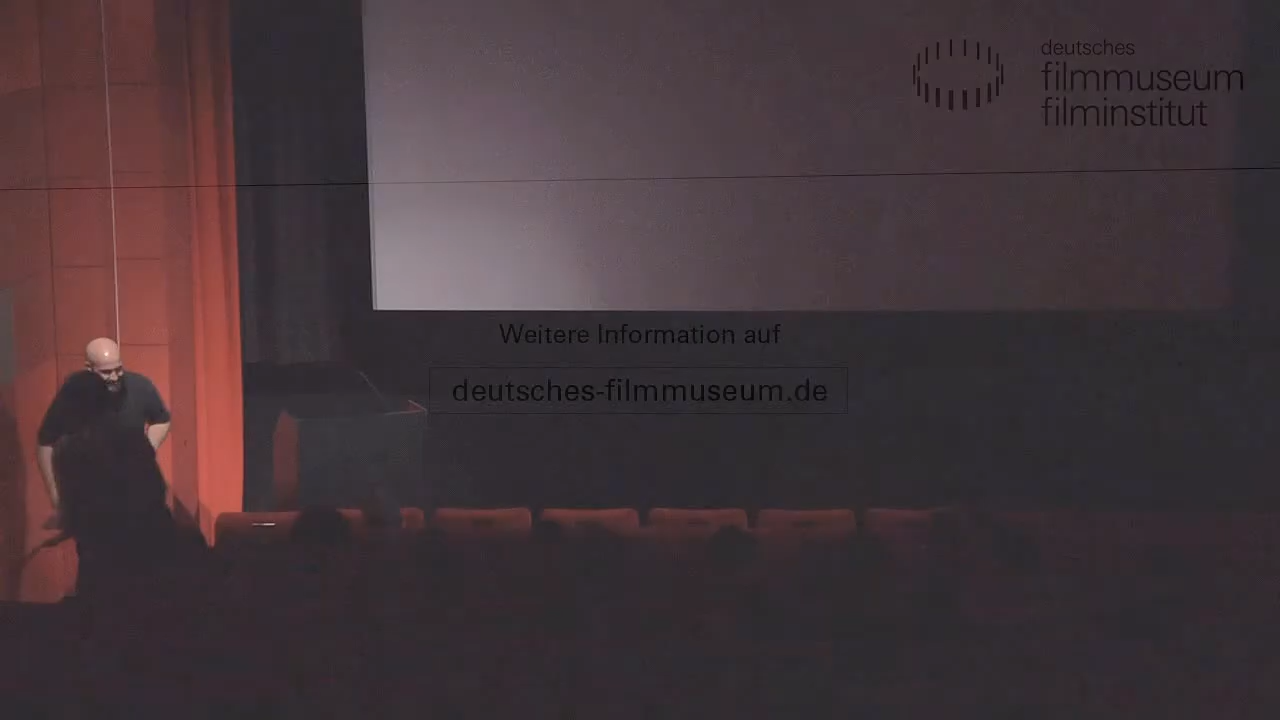 deutsches
filmmuseum
filminstitut
Weitere Information auf
deutsches-filmmuseum.de